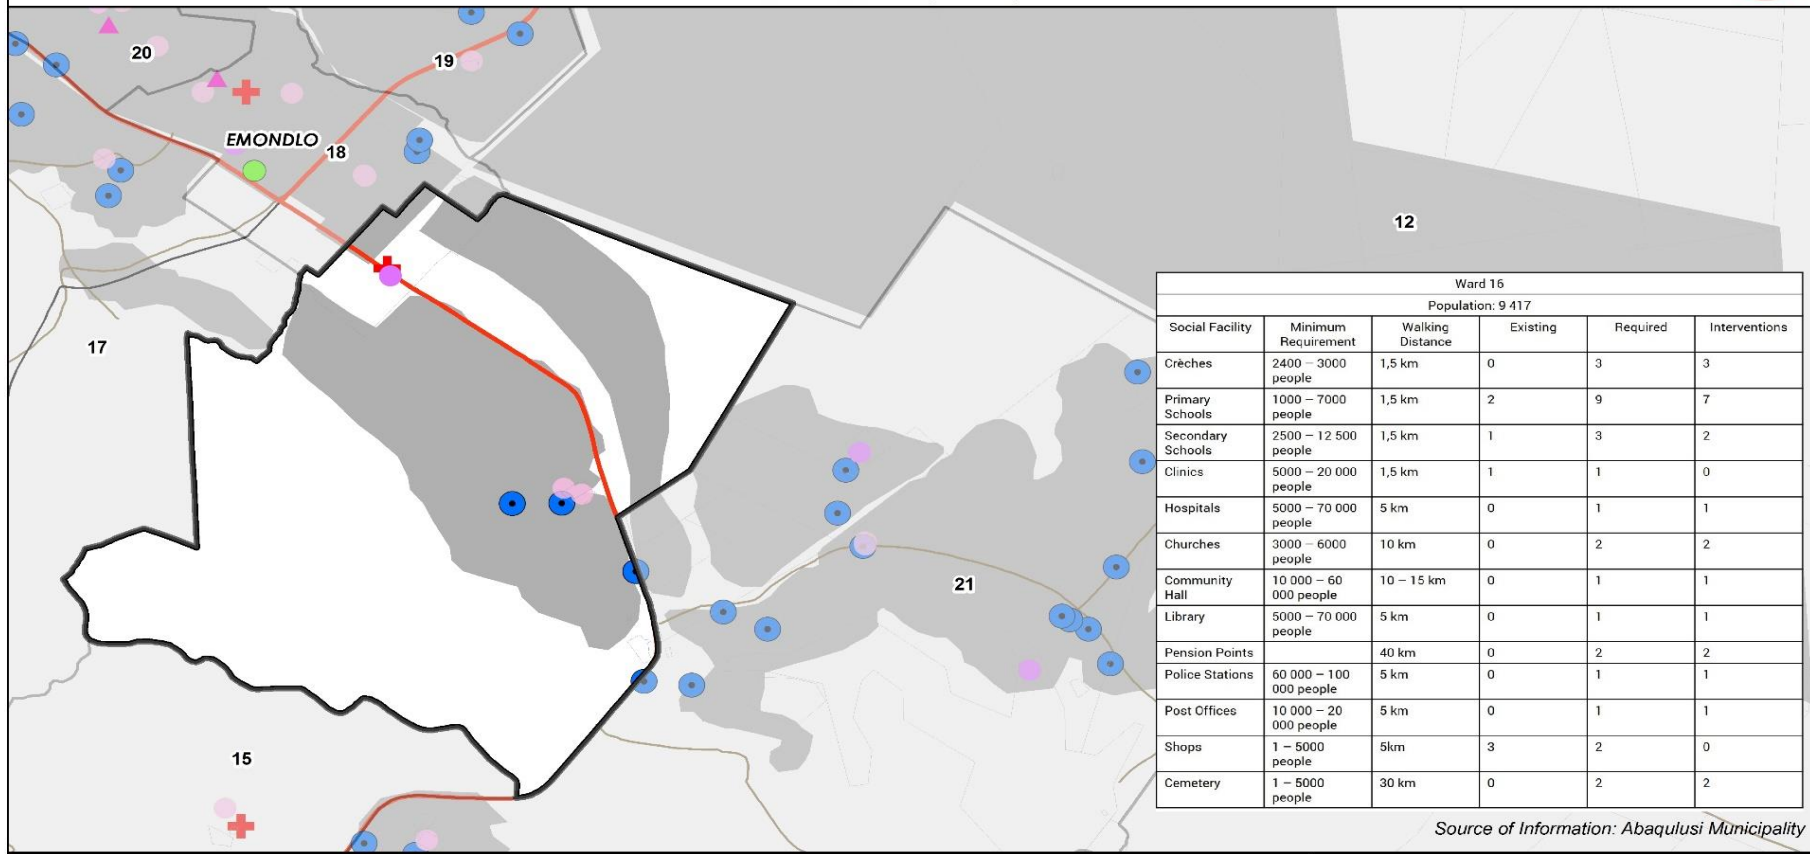 20
19
EMONDLO
18
12
17
21
15
Ward 16
Population: 9 417
Social Facility Minimum Requirement Walking Distance Existing Required Interventions
Crèches 2400 – 3000 people 1,5 km 0 3 3
Primary Schools 1000 – 7000 people 1,5 km 2 9 7
Secondary Schools 2500 – 12 500 people 1,5 km 1 3 2
Clinics 5000 – 20 000 people 1,5 km 1 1 0
Hospitals 5000 – 70 000 people 5 km 0 1 1
Churches 3000 – 6000 people 10 km 0 2 2
Community Hall 10 000 – 60 000 people 10 – 15 km 0 1 1
Library 5000 – 70 000 people 5 km 0 1 1
Pension Points 40 km 0 2 2
Police Stations 60 000 – 100 000 people 5 km 0 1 1
Post Offices 10 000 – 20 000 people 5 km 0 1 1
Shops 1 – 5000 people 5km 3 2 0
Cemetery 1 – 5000 people 30 km 0 2 2
Source of Information: Abaqulusi Municipality